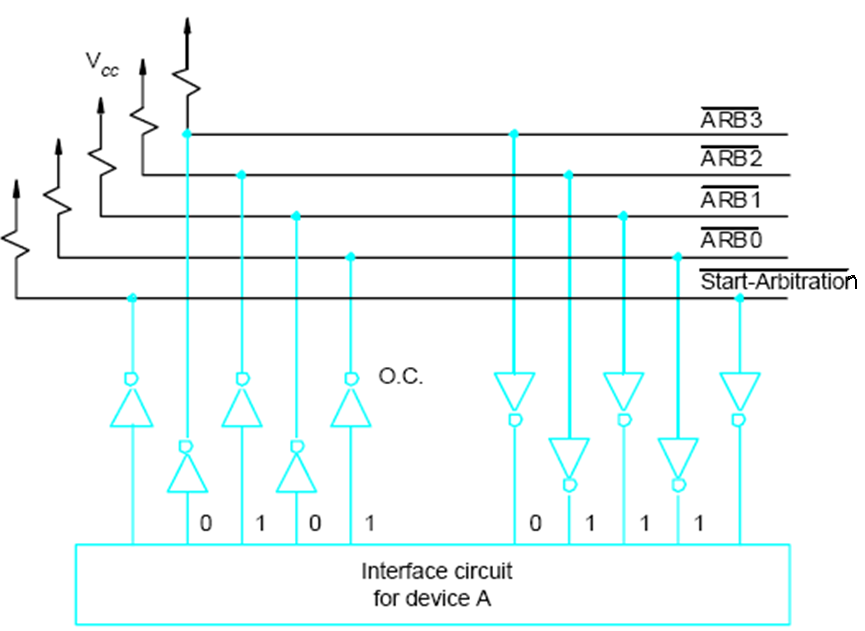 Vcc
ARB3
ARB2
ARB1
ARB0
Start-Arbitration
O.C.
0 1 0 1 0 1 1 1
Interface circuit
for device A